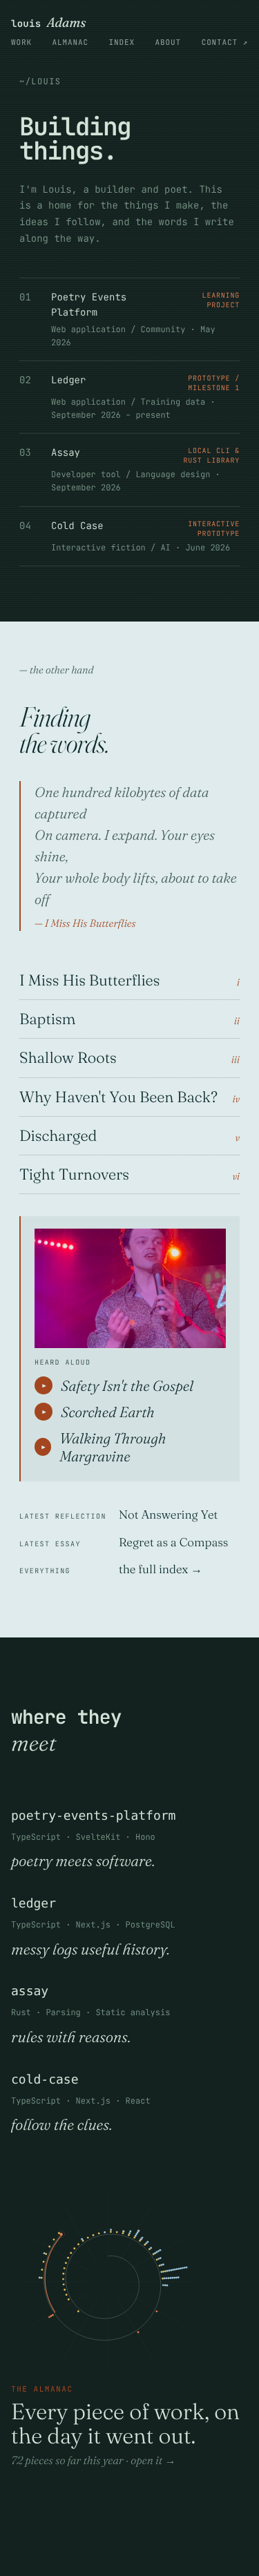 louis Adams
WORK ALMANAC INDEX ABOUT CONTACT ↗
~/LOUIS
Building
things.
I'm Louis, a builder and poet. This
is a home for the things I make, the
ideas I follow, and the words I write
along the way.
01 Poetry Events
Platform
LEARNING
PROJECT
Web application / Community · May
2026
02 Ledger
PROTOTYPE /
MILESTONE 1
Web application / Training data ·
September 2026 – present
03 Assay
LOCAL CLI &
RUST LIBRARY
Developer tool / Language design ·
September 2026
04 Cold Case
INTERACTIVE
PROTOTYPE
Interactive fiction / AI · June 2026
— the other hand
Finding
the words.
One hundred kilobytes of data
captured
On camera. I expand. Your eyes
shine,
Your whole body lifts, about to take
off
— I Miss His Butterflies
I Miss His Butterflies i
Baptism ii
Shallow Roots iii
Why Haven't You Been Back? iv
Discharged v
Tight Turnovers vi
HEARD ALOUD
Safety Isn't the Gospel
Scorched Earth
Walking Through
Margravine
LATEST REFLECTION Not Answering Yet
LATEST ESSAY Regret as a Compass
EVERYTHING the full index →
where they
meet
poetry-events-platform
TypeScript · SvelteKit · Hono
poetry meets software.
ledger
TypeScript · Next.js · PostgreSQL
messy logs useful history.
assay
Rust · Parsing · Static analysis
rules with reasons.
cold-case
TypeScript · Next.js · React
follow the clues.
THE ALMANAC
Every piece of work, on
the day it went out.
72 pieces so far this year · open it →